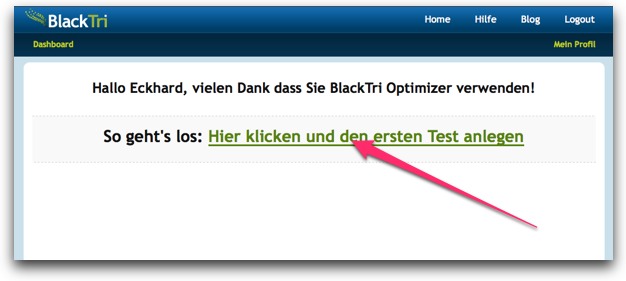 BlackTri
Home Hilfe Blog Logout
Dashboard Mein Profil
Hallo Eckhard, vielen Dank dass Sie BlackTri Optimizer verwenden!
So geht's los: Hier klicken und den ersten Test anlegen